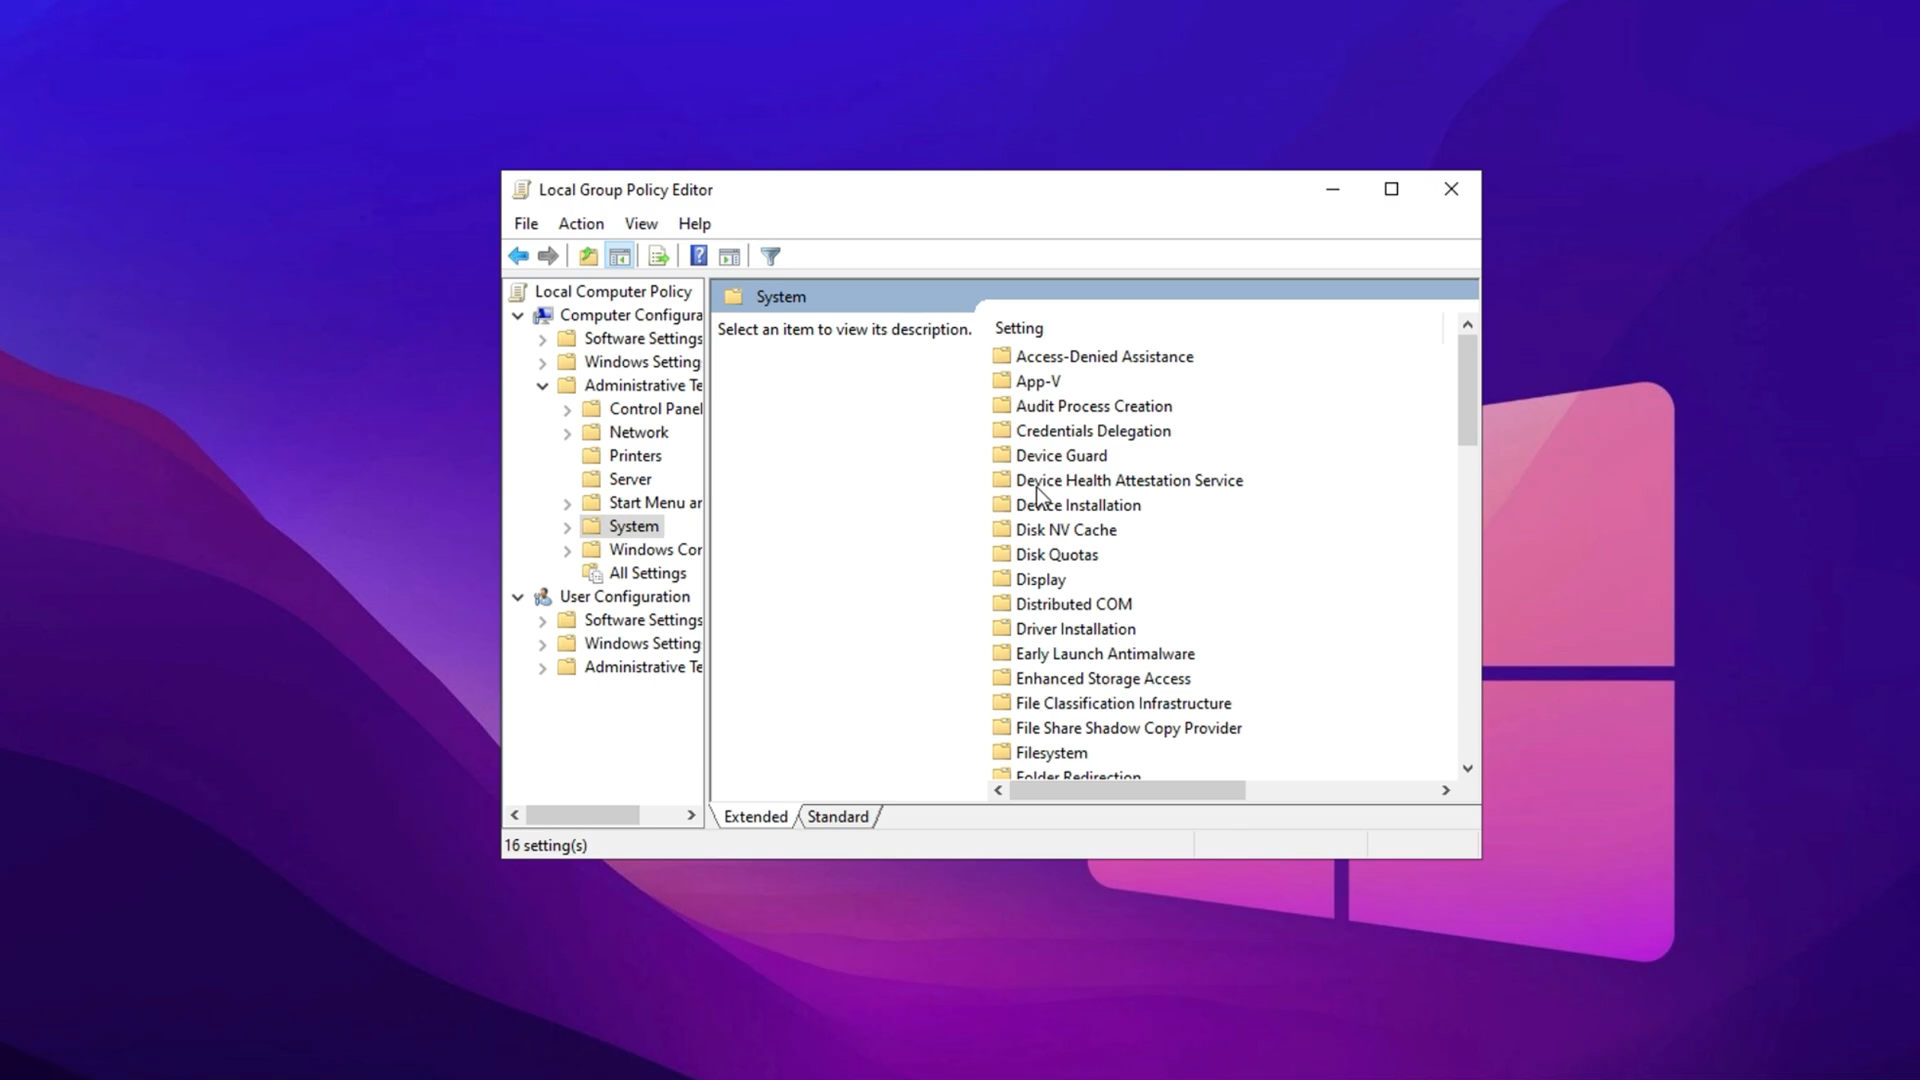 Local Group Policy Editor
File Action View Help
Local Computer Policy
Computer Configura
Software Settings
Windows Setting
Administrative Te
Control Panel
Network
Printers
Server
Start Menu ar
System
Windows Cor
All Settings
User Configuration
Software Settings
Windows Setting
Administrative Te
System
Select an item to view its description.
Setting
Access-Denied Assistance
App-V
Audit Process Creation
Credentials Delegation
Device Guard
Device Health Attestation Service
Device Installation
Disk NV Cache
Disk Quotas
Display
Distributed COM
Driver Installation
Early Launch Antimalware
Enhanced Storage Access
File Classification Infrastructure
File Share Shadow Copy Provider
Filesystem
Folder Redirection
Extended Standard
16 setting(s)